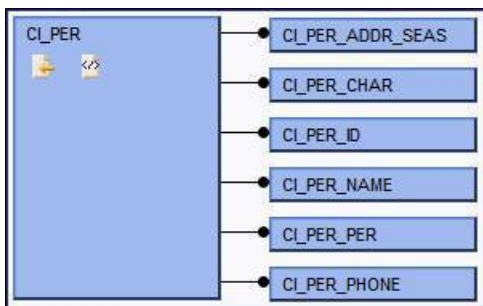 CI_PER
CI_PER_ADDR_SEAS
CI_PER_CHAR
CI_PER_ID
CI_PER_NAME
CI_PER_PER
CI_PER_PHONE